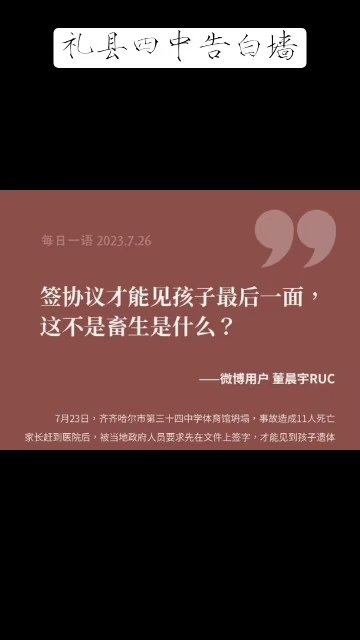 礼县四中告白墙
每日一语 2023.7.26
签协议才能见孩子最后一面，
这不是畜生是什么？
——微博用户 董晨宇RUC
7月23日，齐齐哈尔市第三十四中学体育馆坍塌，事故造成11人死亡
家长赶到医院后，被当地政府人员要求先在文件上签字，才能见到孩子遗体